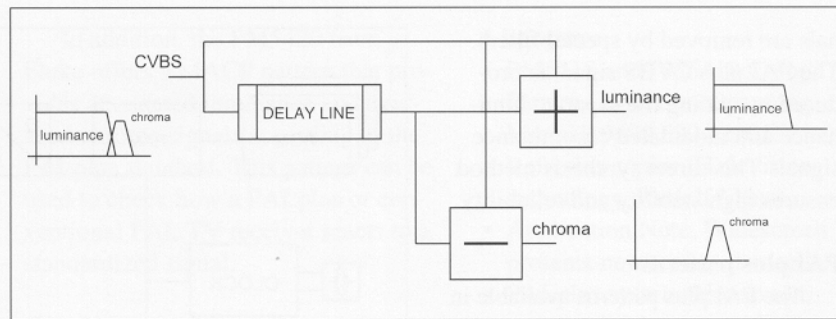 CVBS
DELAY LINE
luminance
luminance
luminance
chroma
chroma
chroma